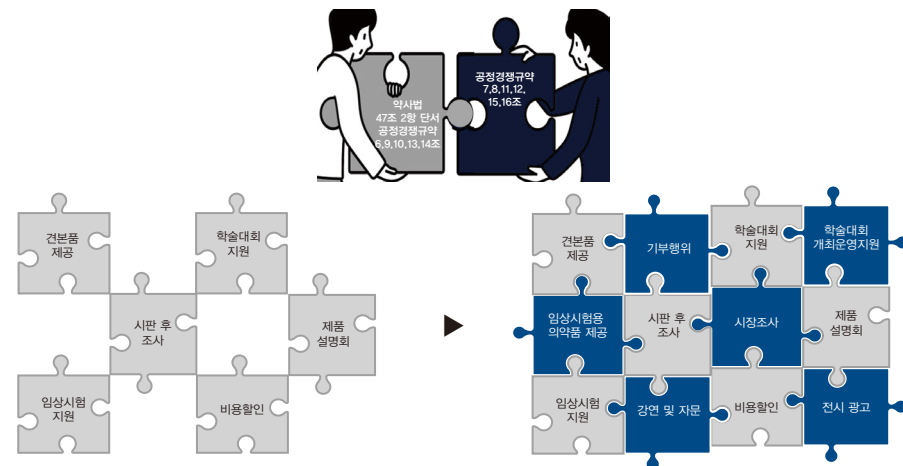 약사법
47조 2항 단서
공정경쟁규약
6,9,10,13,14조
공정경쟁규약
7,8,11,12,
15,16조
견본품
제공
학술대회
지원
시판 후
조사
제품
설명회
임상시험
지원
비용할인
견본품
제공
기부행위
학술대회
지원
학술대회
개최운영지원
임상시험용
의약품 제공
시판 후
조사
시장조사
제품
설명회
임상시험
지원
강연 및 자문
비용할인
전시 광고